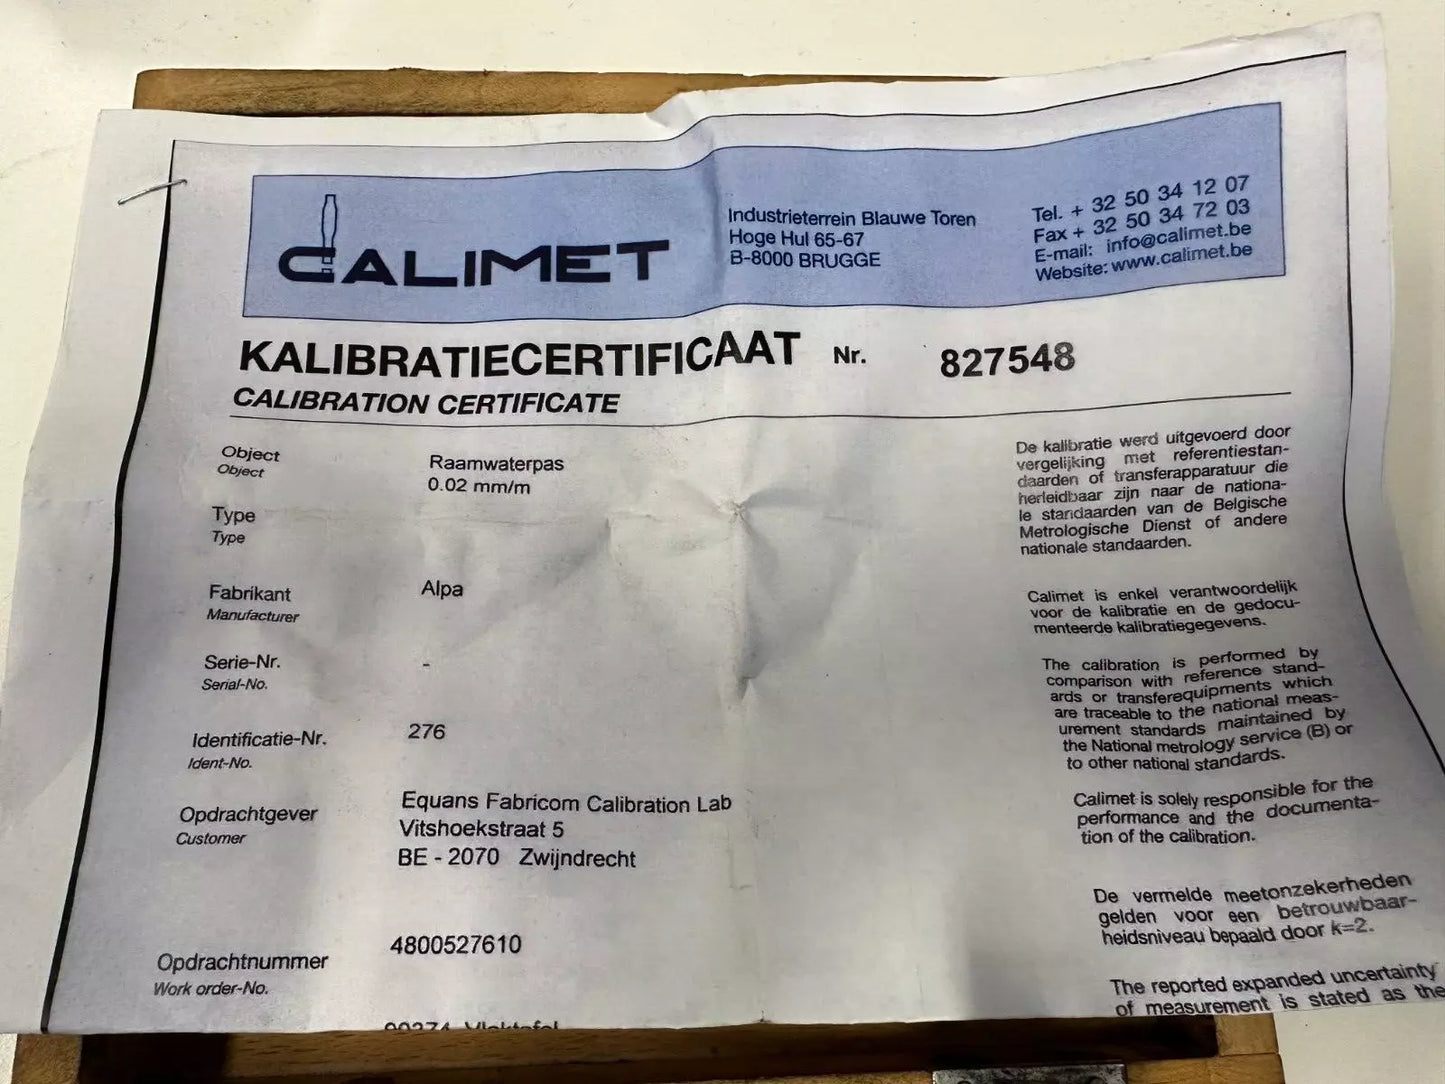 CALIMET
Industrieterrein Blauwe Toren
Hoge Hul 65-67
B-8000 BRUGGE
Tel. + 32 50 34 12 07
Fax + 32 50 34 72 03
E-mail: info@calimet.be
Website: www.calimet.be
KALIBRATIECERTIFICAAT Nr. 827548
CALIBRATION CERTIFICATE
Object
Object
Raamwaterpas
0.02 mm/m
Type
Type
Fabrikant
Manufacturer
Alpa
Serie-Nr.
Serial-No.
-
Identificatie-Nr.
Ident-No.
276
Opdrachtgever
Customer
Equans Fabricom Calibration Lab
Vitshoekstraat 5
BE - 2070 Zwijndrecht
Opdrachtnummer
Work order-No.
4800527610
De kalibratie werd uitgevoerd door
vergelijking met referentiestan-
daarden of transferapparatuur die
herleidbaar zijn naar de nationa-
le standaarden van de Belgische
Metrologische Dienst of andere
nationale standaarden.
Calimet is enkel verantwoordelijk
voor de kalibratie en de gedocu-
menteerde kalibratiegegevens.
The calibration is performed by
comparison with reference stand-
ards or transferequipments which
are traceable to the national meas-
urement standards maintained by
the National metrology service (B) or
to other national standards.
Calimet is solely responsible for the
performance and the documenta-
tion of the calibration.
De vermelde meetonzekerheden
gelden voor een betrouwbaar-
heidsniveau bepaald door k=2.
The reported expanded uncertainty
of measurement is stated as the